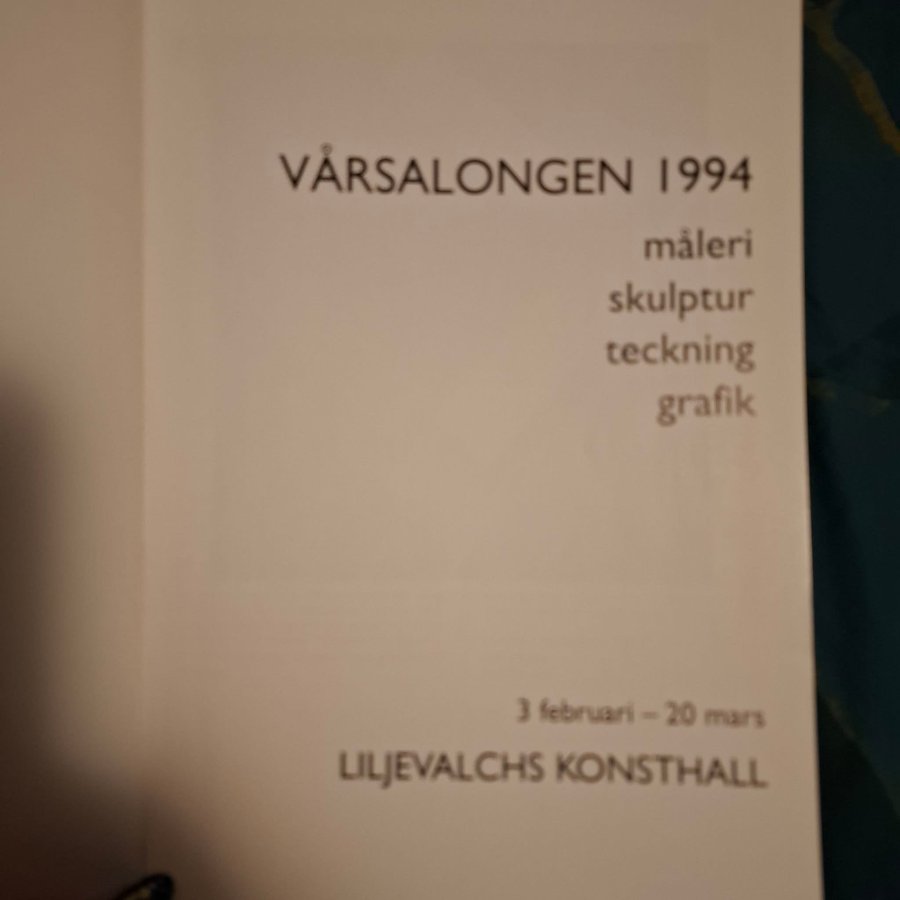 VÅRSALONGEN 1994
måleri
skulptur
teckning
grafik
3 februari – 20 mars
LILJEVALCHS KONSTHALL